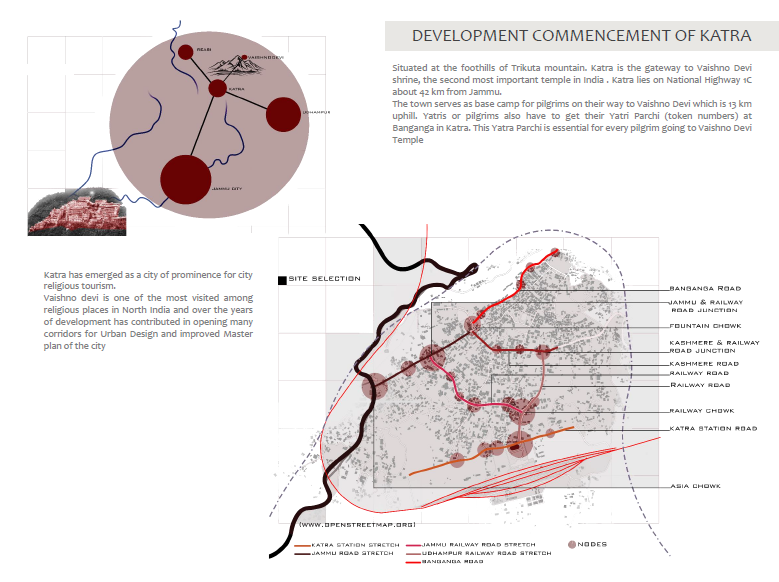 DEVELOPMENT COMMENCEMENT OF KATRA
Situated at the foothills of Trikuta mountain. Katra is the gateway to Vaishno Devi
shrine, the second most important temple in India . Katra lies on National Highway 1C
about 42 km from Jammu.
The town serves as base camp for pilgrims on their way to Vaishno Devi which is 13 km
uphill. Yatris or pilgrims also have to get their Yatri Parchi (token numbers) at
Banganga in Katra. This Yatra Parchi is essential for every pilgrim going to Vaishno Devi
Temple
REASI
VAISHNODEVI
KATRA
UDHAMPUR
JAMMU CITY
Katra has emerged as a city of prominence for city
religious tourism.
Vaishno devi is one of the most visited among
religious places in North India and over the years
of development has contributed in opening many
corridors for Urban Design and improved Master
plan of the city
SITE SELECTION
BANGANGA ROAD
JAMMU & RAILWAY
ROAD JUNCTION
FOUNTAIN CHOWK
KASHMERE & RAILWAY
ROAD JUNCTION
KASHMERE ROAD
RAILWAY ROAD
RAILWAY ROAD
RAILWAY CHOWK
KATRA STATION ROAD
ASIA CHOWK
(WWW.OPENSTREETMAP.ORG)
KATRA STATION STRETCH
JAMMU ROAD STRETCH
JAMMU RAILWAY ROAD STRETCH
UDHAMPUR RAILWAY ROAD STRETCH
BANGANGA ROAD
NODES